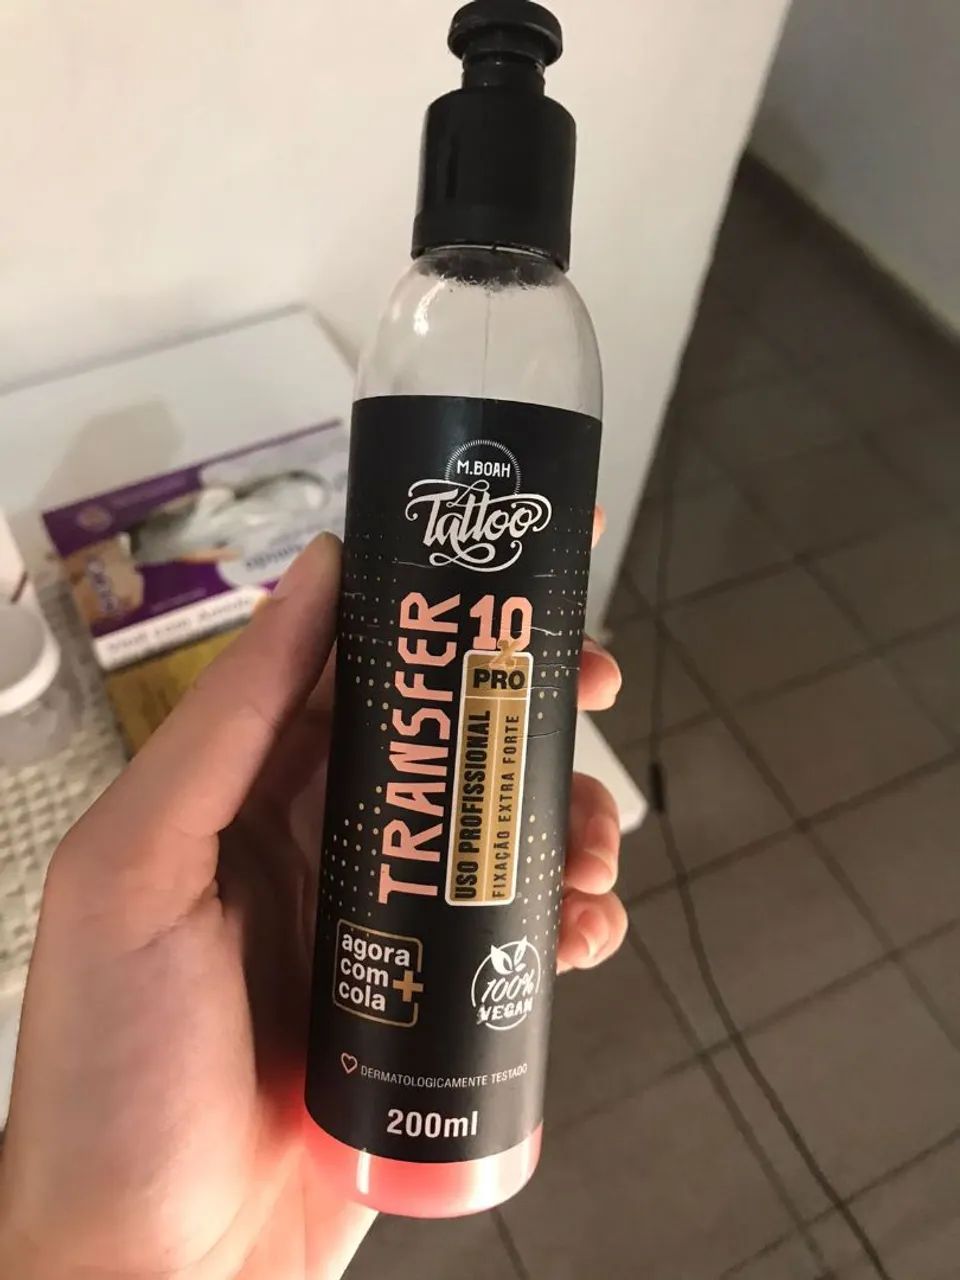 M.BOAH
Tattoo
TRANSFER
10
X
PRO
USO PROFISSIONAL
FIXAÇÃO EXTRA FORTE
agora
com +
cola
100%
VEGAN
DERMATOLOGICAMENTE TESTADO
200ml